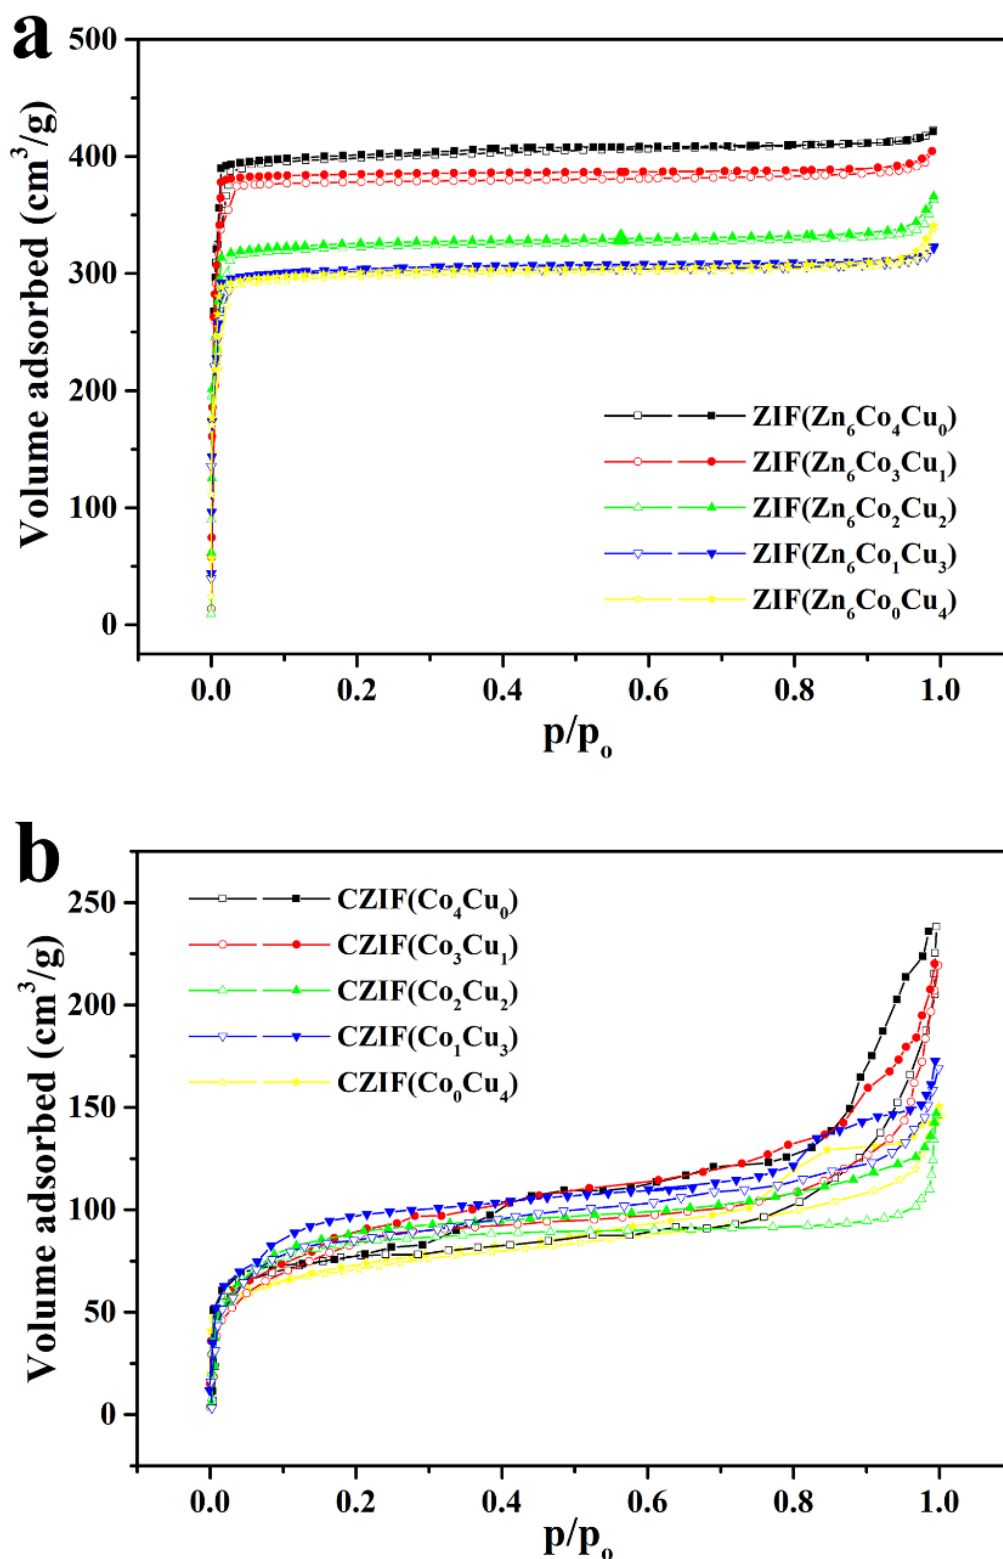 a
Volume adsorbed (cm³/g)
500
400
300
200
100
0
ZIF(Zn₆Co₄Cu₀)
ZIF(Zn₆Co₃Cu₁)
ZIF(Zn₆Co₂Cu₂)
ZIF(Zn₆Co₁Cu₃)
ZIF(Zn₆Co₀Cu₄)
0.0 0.2 0.4 0.6 0.8 1.0
p/pₒ
b
Volume adsorbed (cm³/g)
250
200
150
100
50
0
CZIF(Co₄Cu₀)
CZIF(Co₃Cu₁)
CZIF(Co₂Cu₂)
CZIF(Co₁Cu₃)
CZIF(Co₀Cu₄)
0.0 0.2 0.4 0.6 0.8 1.0
p/pₒ